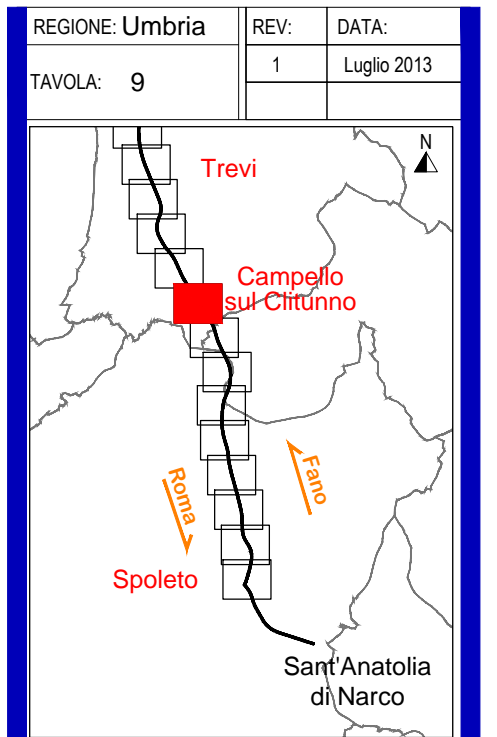 REGIONE: Umbria
REV:
DATA:
1
Luglio 2013
TAVOLA: 9
N
Trevi
Campello
sul Clitunno
Roma
Fano
Spoleto
Sant'Anatolia
di Narco